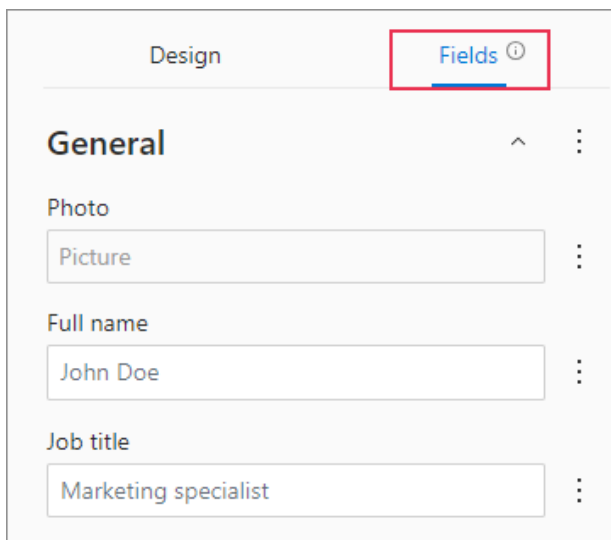 Design Fields
General
Photo
Picture
Full name
John Doe
Job title
Marketing specialist